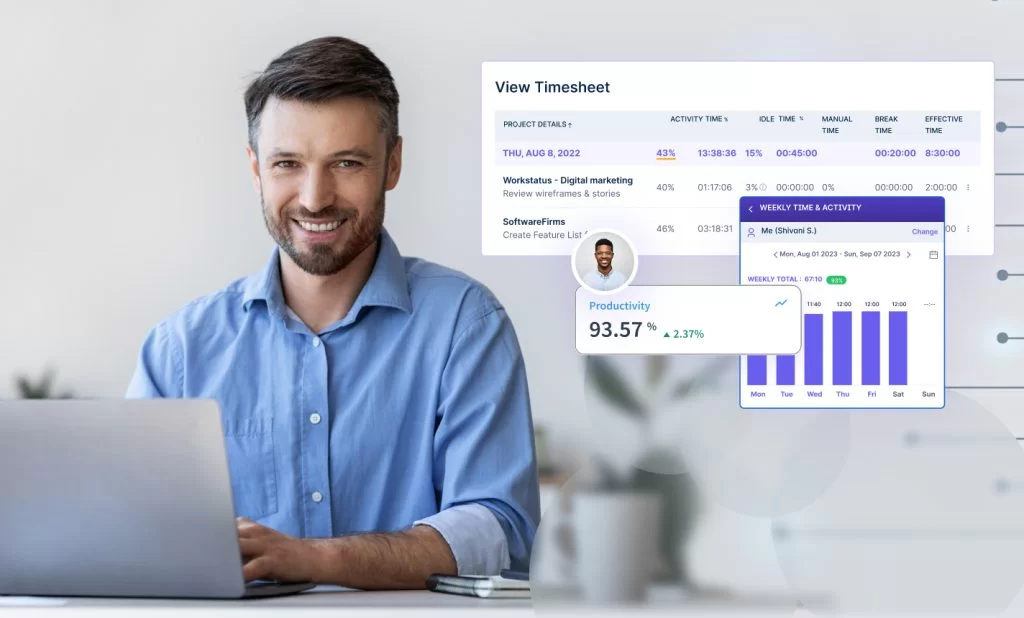 View Timesheet
PROJECT DETAILS ACTIVITY TIME % IDLE TIME % MANUAL TIME BREAK TIME EFFECTIVE TIME
THU, AUG 8, 2022 43% 13:38:36 15% 00:45:00 00:20:00 8:30:00
Workstatus - Digital marketing
Review wireframes & stories 40% 01:17:06 3% 00:00:00 0% 00:00:00 2:00:00
SoftwareFirms
Create Feature List 46% 03:18:31 00
WEEKLY TIME & ACTIVITY
Me (Shivani S.) Change
Mon, Aug 01 2023 - Sun, Sep 07 2023
WEEKLY TOTAL : 67:10 93%
Productivity
93.57 % 2.37%
11:40 12:00 12:00 12:00 --:--
Mon Tue Wed Thu Fri Sat Sun